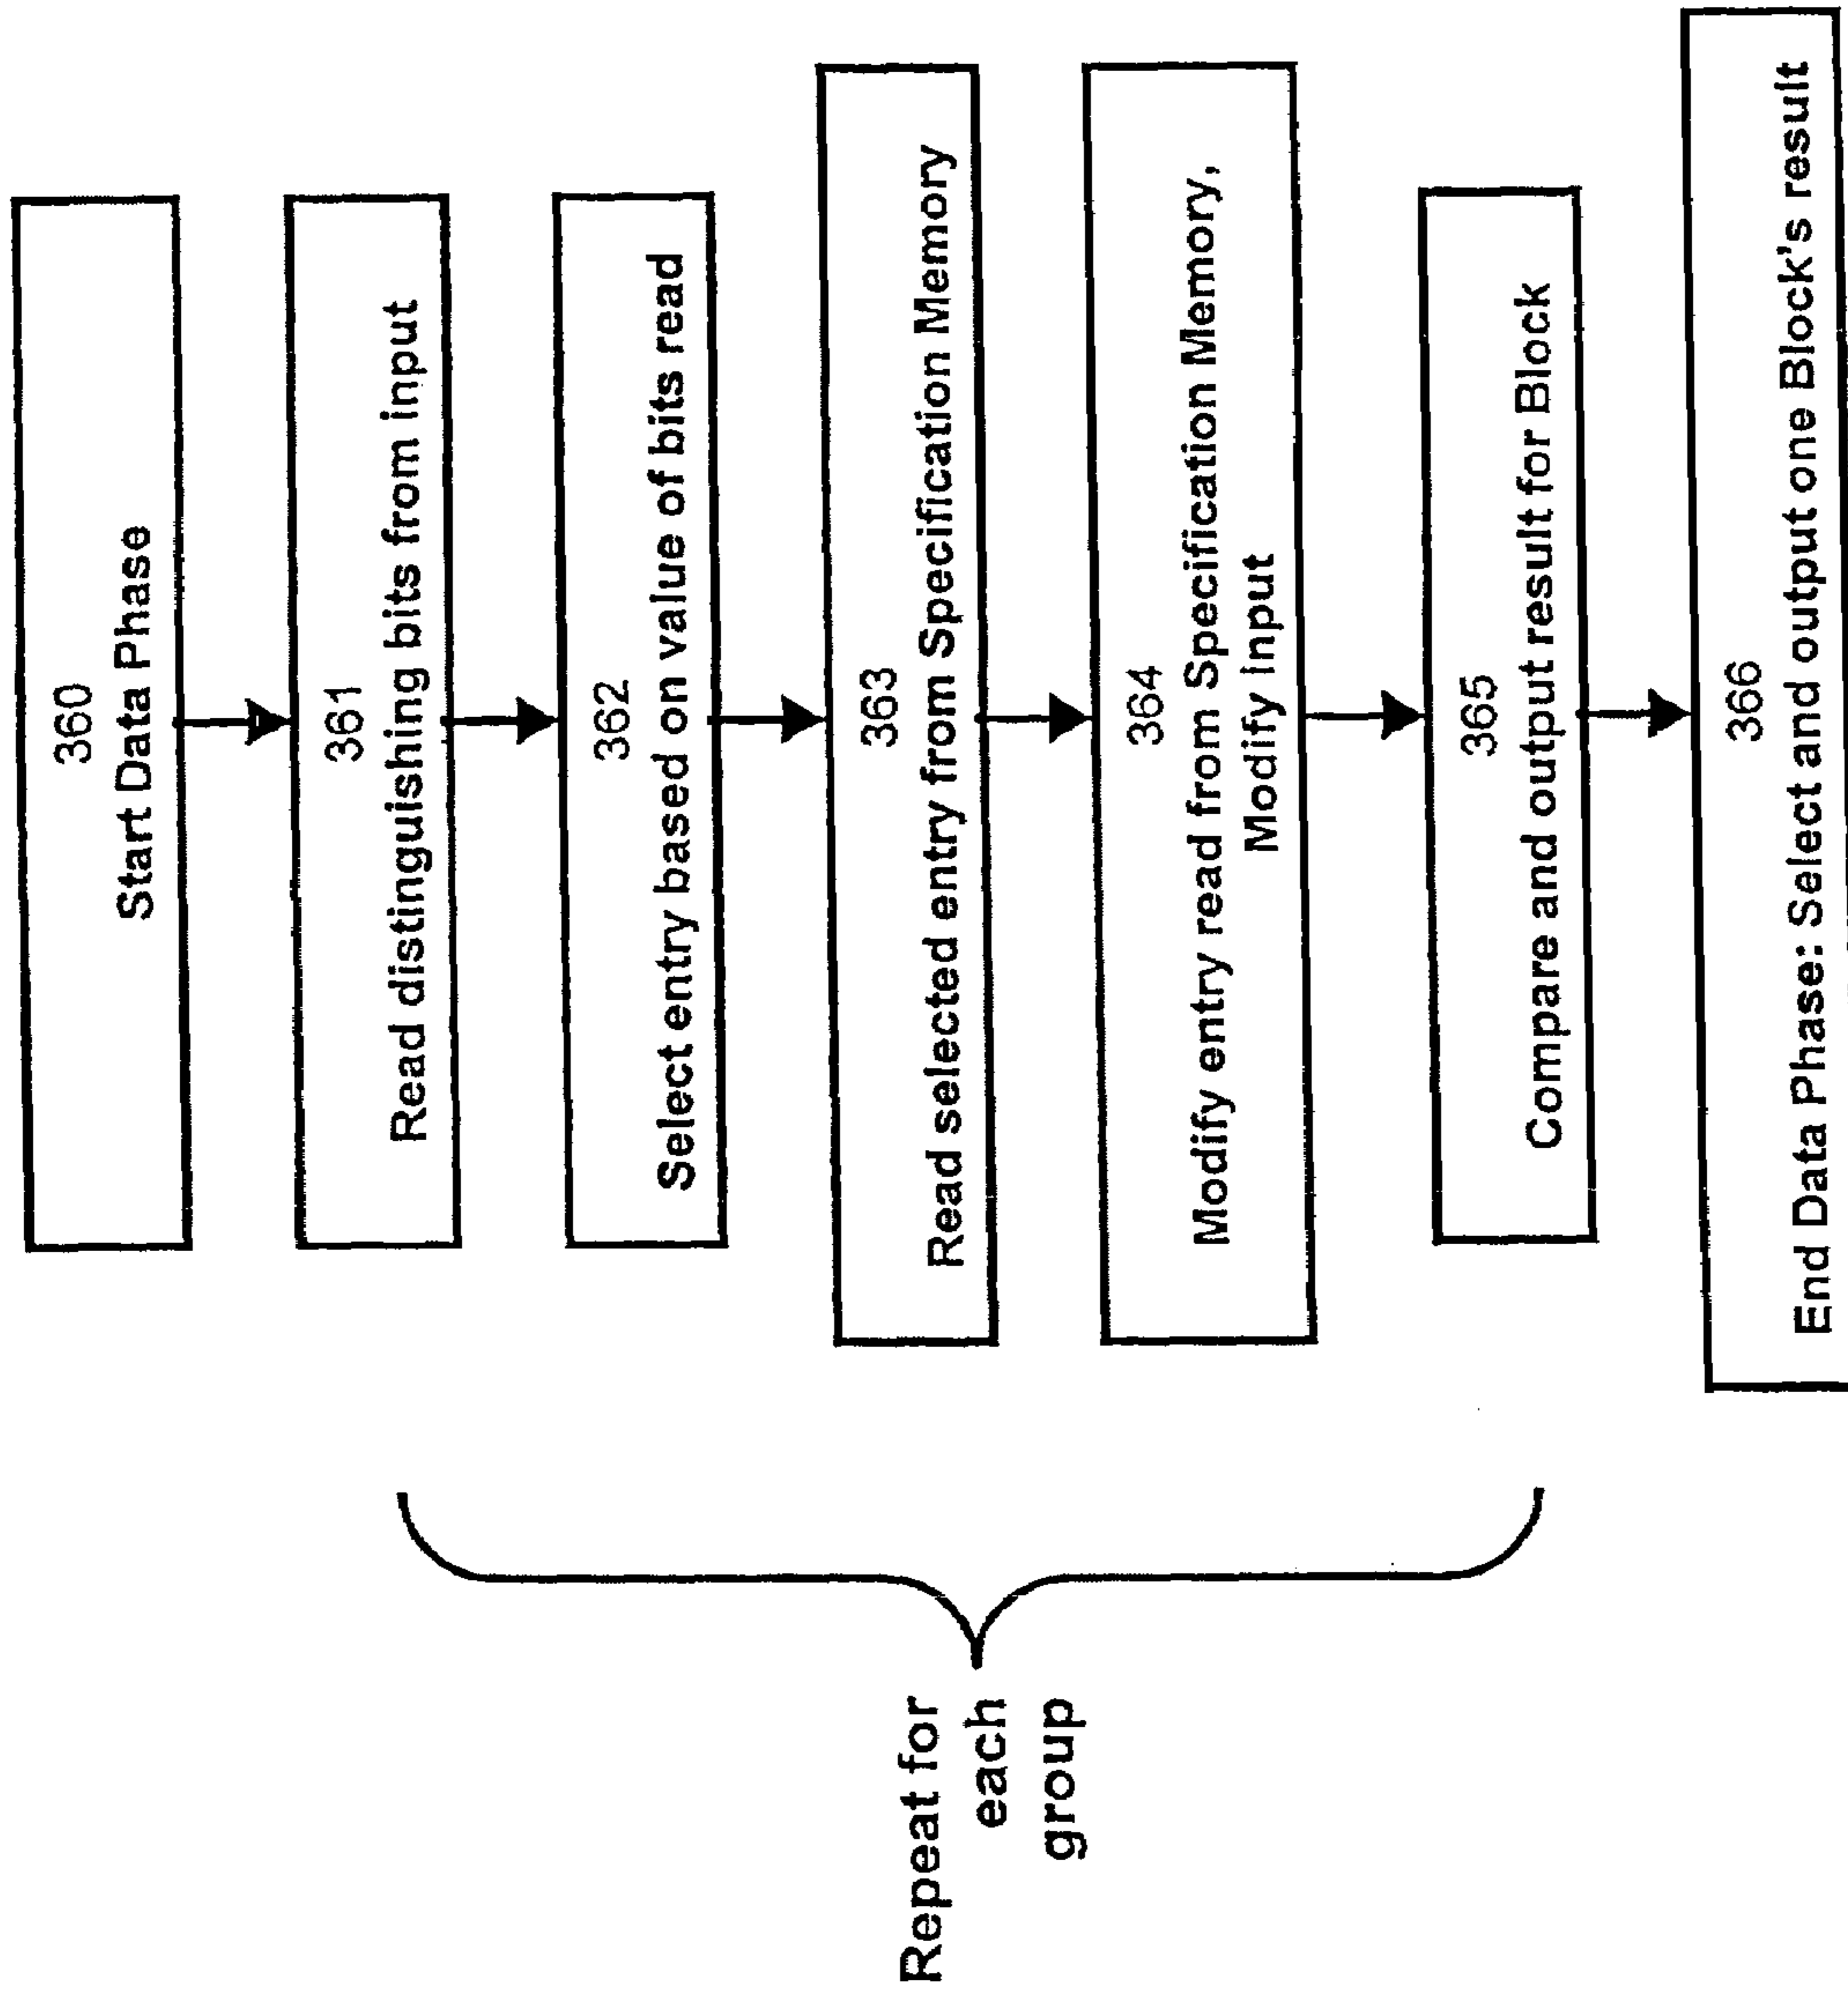 360
Start Data Phase
361
Read distinguishing bits from input
362
Select entry based on value of bits read
363
Read selected entry from Specification Memory
364
Modify entry read from Specification Memory,
Modify Input
365
Compare and output result for Block
366
End Data Phase: Select and output one Block's result
Repeat for
each
group